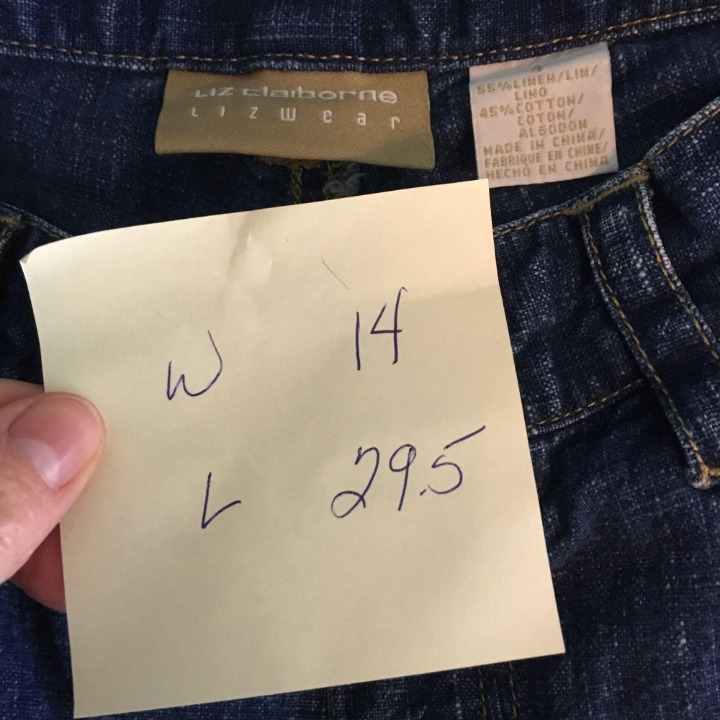 Liz Claiborne
LIZWEAR
55%LINEN/LIN/
LINO
45%COTTON/
COTON/
ALGODON
MADE IN CHINA/
FABRIQUE EN CHINE/
HECHO EN CHINA
W 14
L 29.5